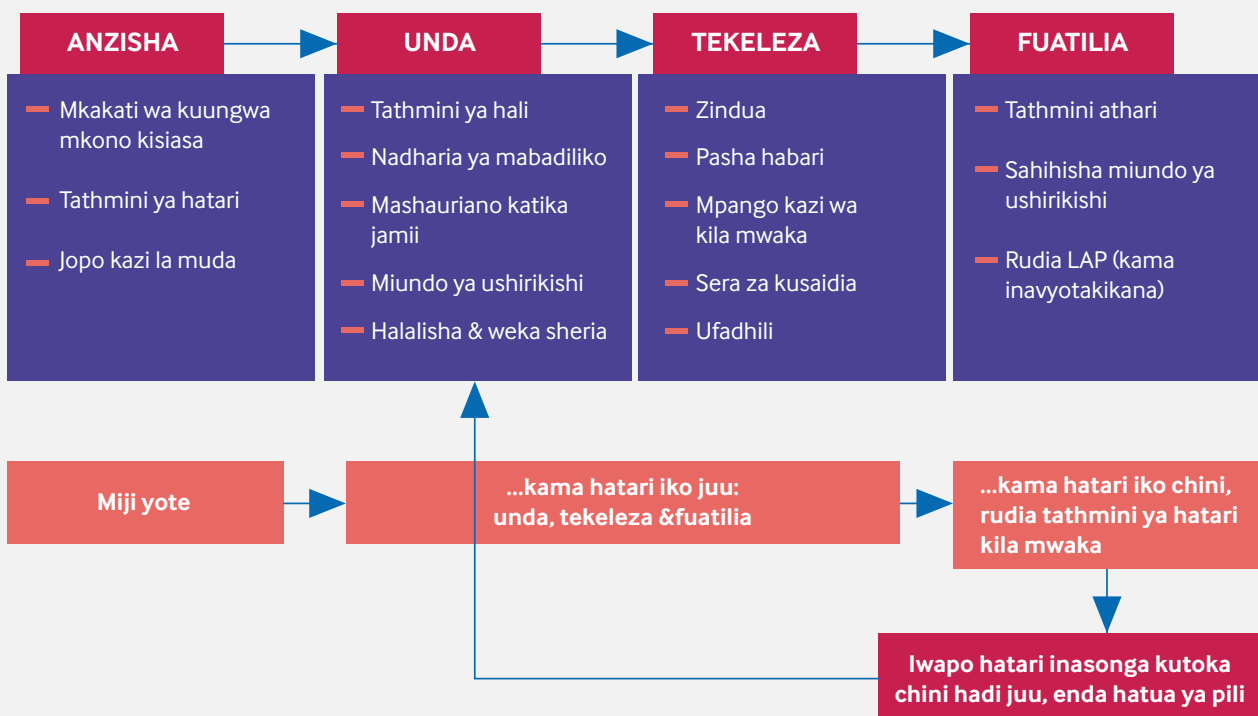 ANZISHA
Mkakati wa kuungwa
mkono kisiasa
Tathmini ya hatari
Jopo kazi la muda
UNDA
Tathmini ya hali
Nadharia ya mabadiliko
Mashauriano katika
jamii
Miundo ya ushirikishi
Halalisha & weka sheria
TEKELEZA
Zindua
Pasha habari
Mpango kazi wa
kila mwaka
Sera za kusaidia
Ufadhili
FUATILIA
Tathmini athari
Sahihisha miundo ya
ushirikishi
Rudia LAP (kama
inavyotakikana)
Miji yote
...kama hatari iko juu:
unda, tekeleza &fuatilia
...kama hatari iko chini,
rudia tathmini ya hatari
kila mwaka
Iwapo hatari inasonga kutoka
chini hadi juu, enda hatua ya pili